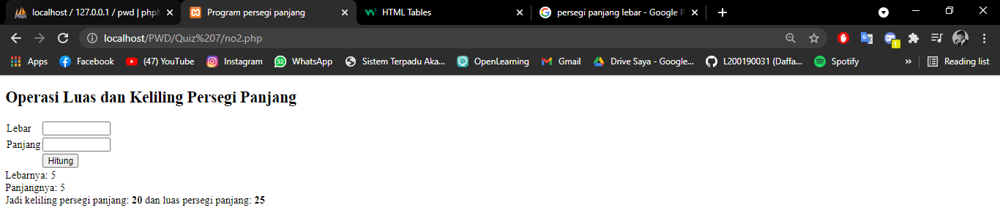 localhost / 127.0.0.1 / pwd | phpM
Program persegi panjang
HTML Tables
persegi panjang lebar - Google P
localhost/PWD/Quiz%207/no2.php
Apps
Facebook
(47) YouTube
Instagram
32
WhatsApp
Sistem Terpadu Aka...
OpenLearning
Gmail
Drive Saya - Google...
L200190031 (Daffa...
Spotify
»
Reading list
Operasi Luas dan Keliling Persegi Panjang
Lebar
Panjang
Hitung
Lebarnya: 5
Panjangnya: 5
Jadi keliling persegi panjang: 20 dan luas persegi panjang: 25